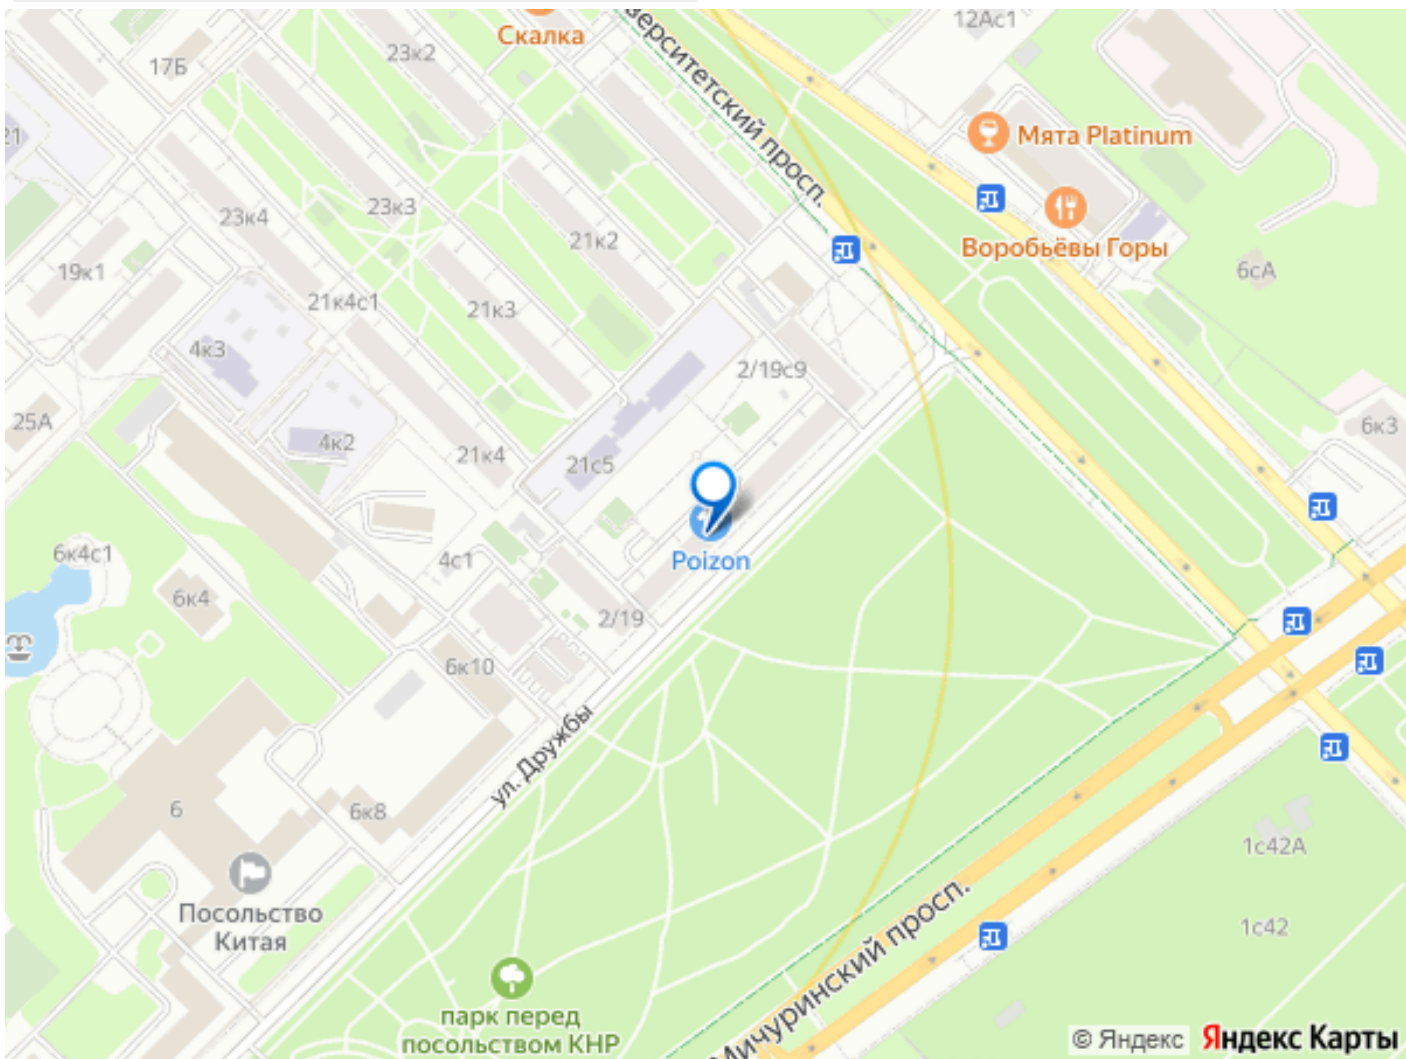 12Ас1
Скалка
23к2
17Б
верситетский просп.
21
Мята Platinum
23к4
23к3
21к2
Воробьёвы Горы
19к1
6сА
21к4с1
21к3
4к3
2/19с9
25А
6к3
4к2
21к4
21с5
6к4с1
4с1
Poizon
6к4
2/19
6к10
ул. Дружбы
6
6к8
1с42А
Посольство
Китая
1с42
Мичуринский просп.
парк перед
посольством КНР
© Яндекс Яндекс Карты